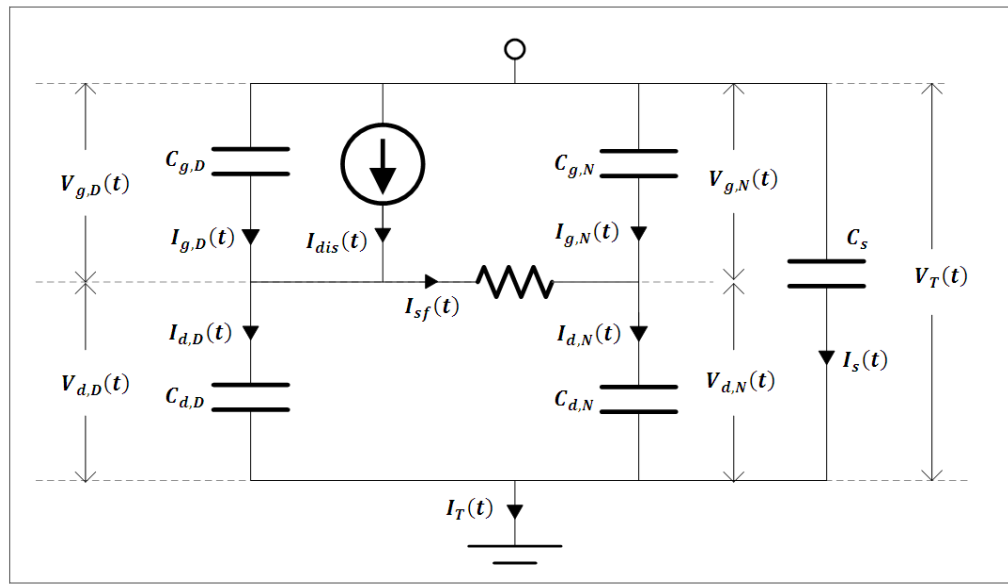 C_{g,D}
C_{g,N}
V_{g,D}(t)
V_{g,N}(t)
I_{g,D}(t)
I_{dis}(t)
I_{g,N}(t)
C_s
V_T(t)
I_{sf}(t)
I_{d,D}(t)
I_{d,N}(t)
I_s(t)
V_{d,D}(t)
V_{d,N}(t)
C_{d,D}
C_{d,N}
I_T(t)